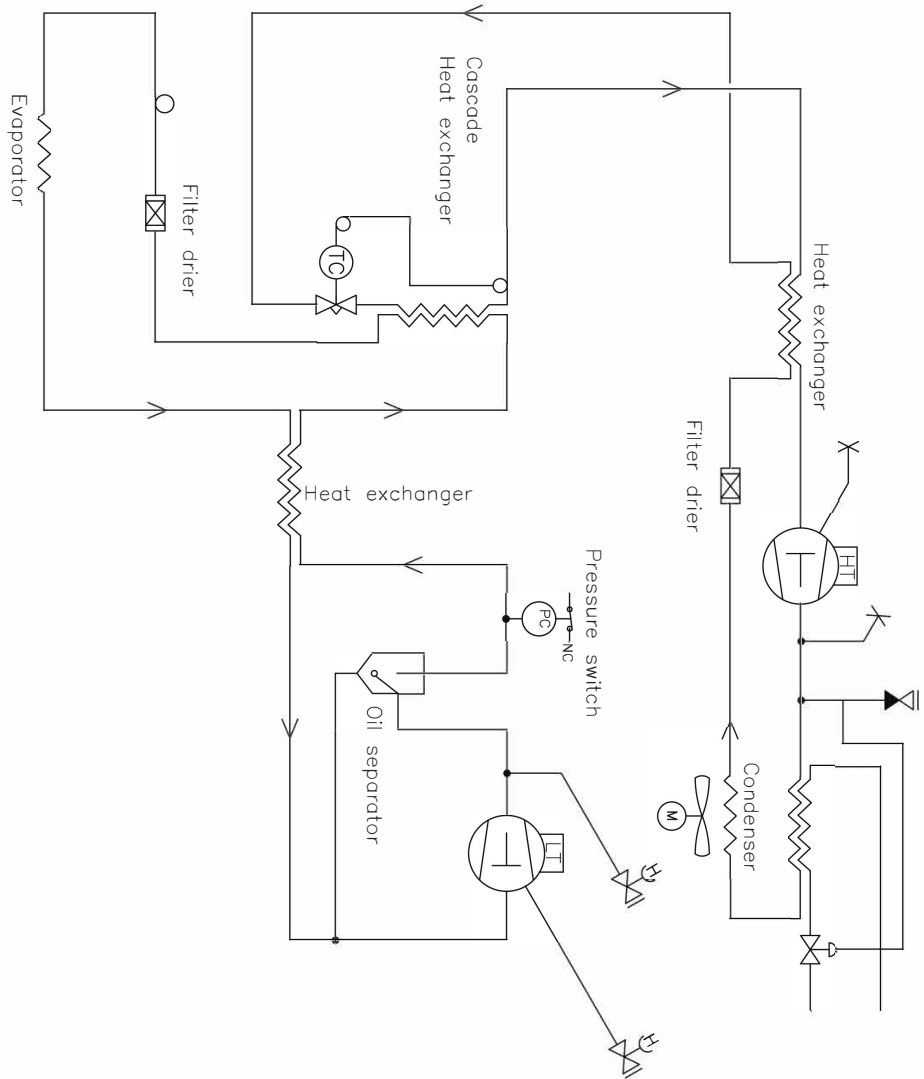 Cascade
Heat exchanger
Evaporator
Filter drier
TC
Heat exchanger
Filter drier
HT
Heat exchanger
Pressure switch
PC
NC
Oil separator
Condenser
M
LT
H
H